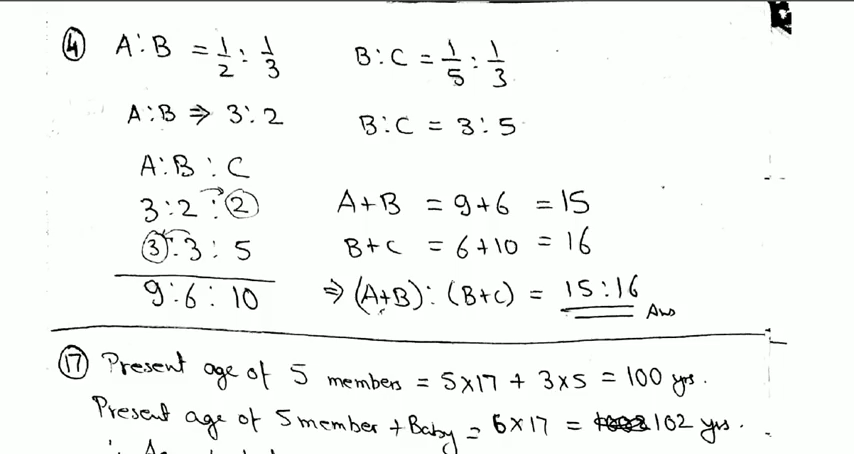 ④ A:B = 1/2 : 1/3 B:C = 1/5 : 1/3
A:B ⇒ 3:2 B:C = 3:5
A:B:C
3:2:2 A+B = 9+6 = 15
3:3:5 B+C = 6+10 = 16
9:6:10 ⇒ (A+B):(B+C) = 15:16 Ans
⑰ Present age of 5 members = 5×17 + 3×5 = 100 yrs.
Present age of 5 member + Baby = 6×17 = 102 yrs.